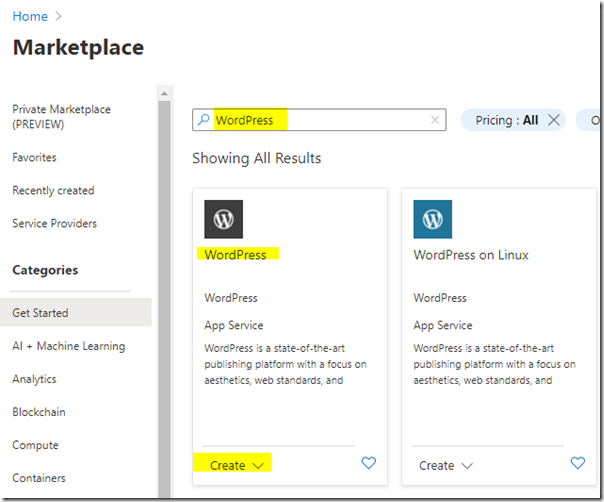 Home >
Marketplace
Private Marketplace
(PREVIEW)
Favorites
Recently created
Service Providers
Categories
Get Started
AI + Machine Learning
Analytics
Blockchain
Compute
Containers
WordPress
Pricing : All
O
Showing All Results
WordPress
WordPress
App Service
WordPress is a state-of-the-art
publishing platform with a focus on
aesthetics, web standards, and
Create
WordPress on Linux
WordPress
App Service
WordPress is a state-of-the-art
publishing platform with a focus on
aesthetics, web standards, and
Create